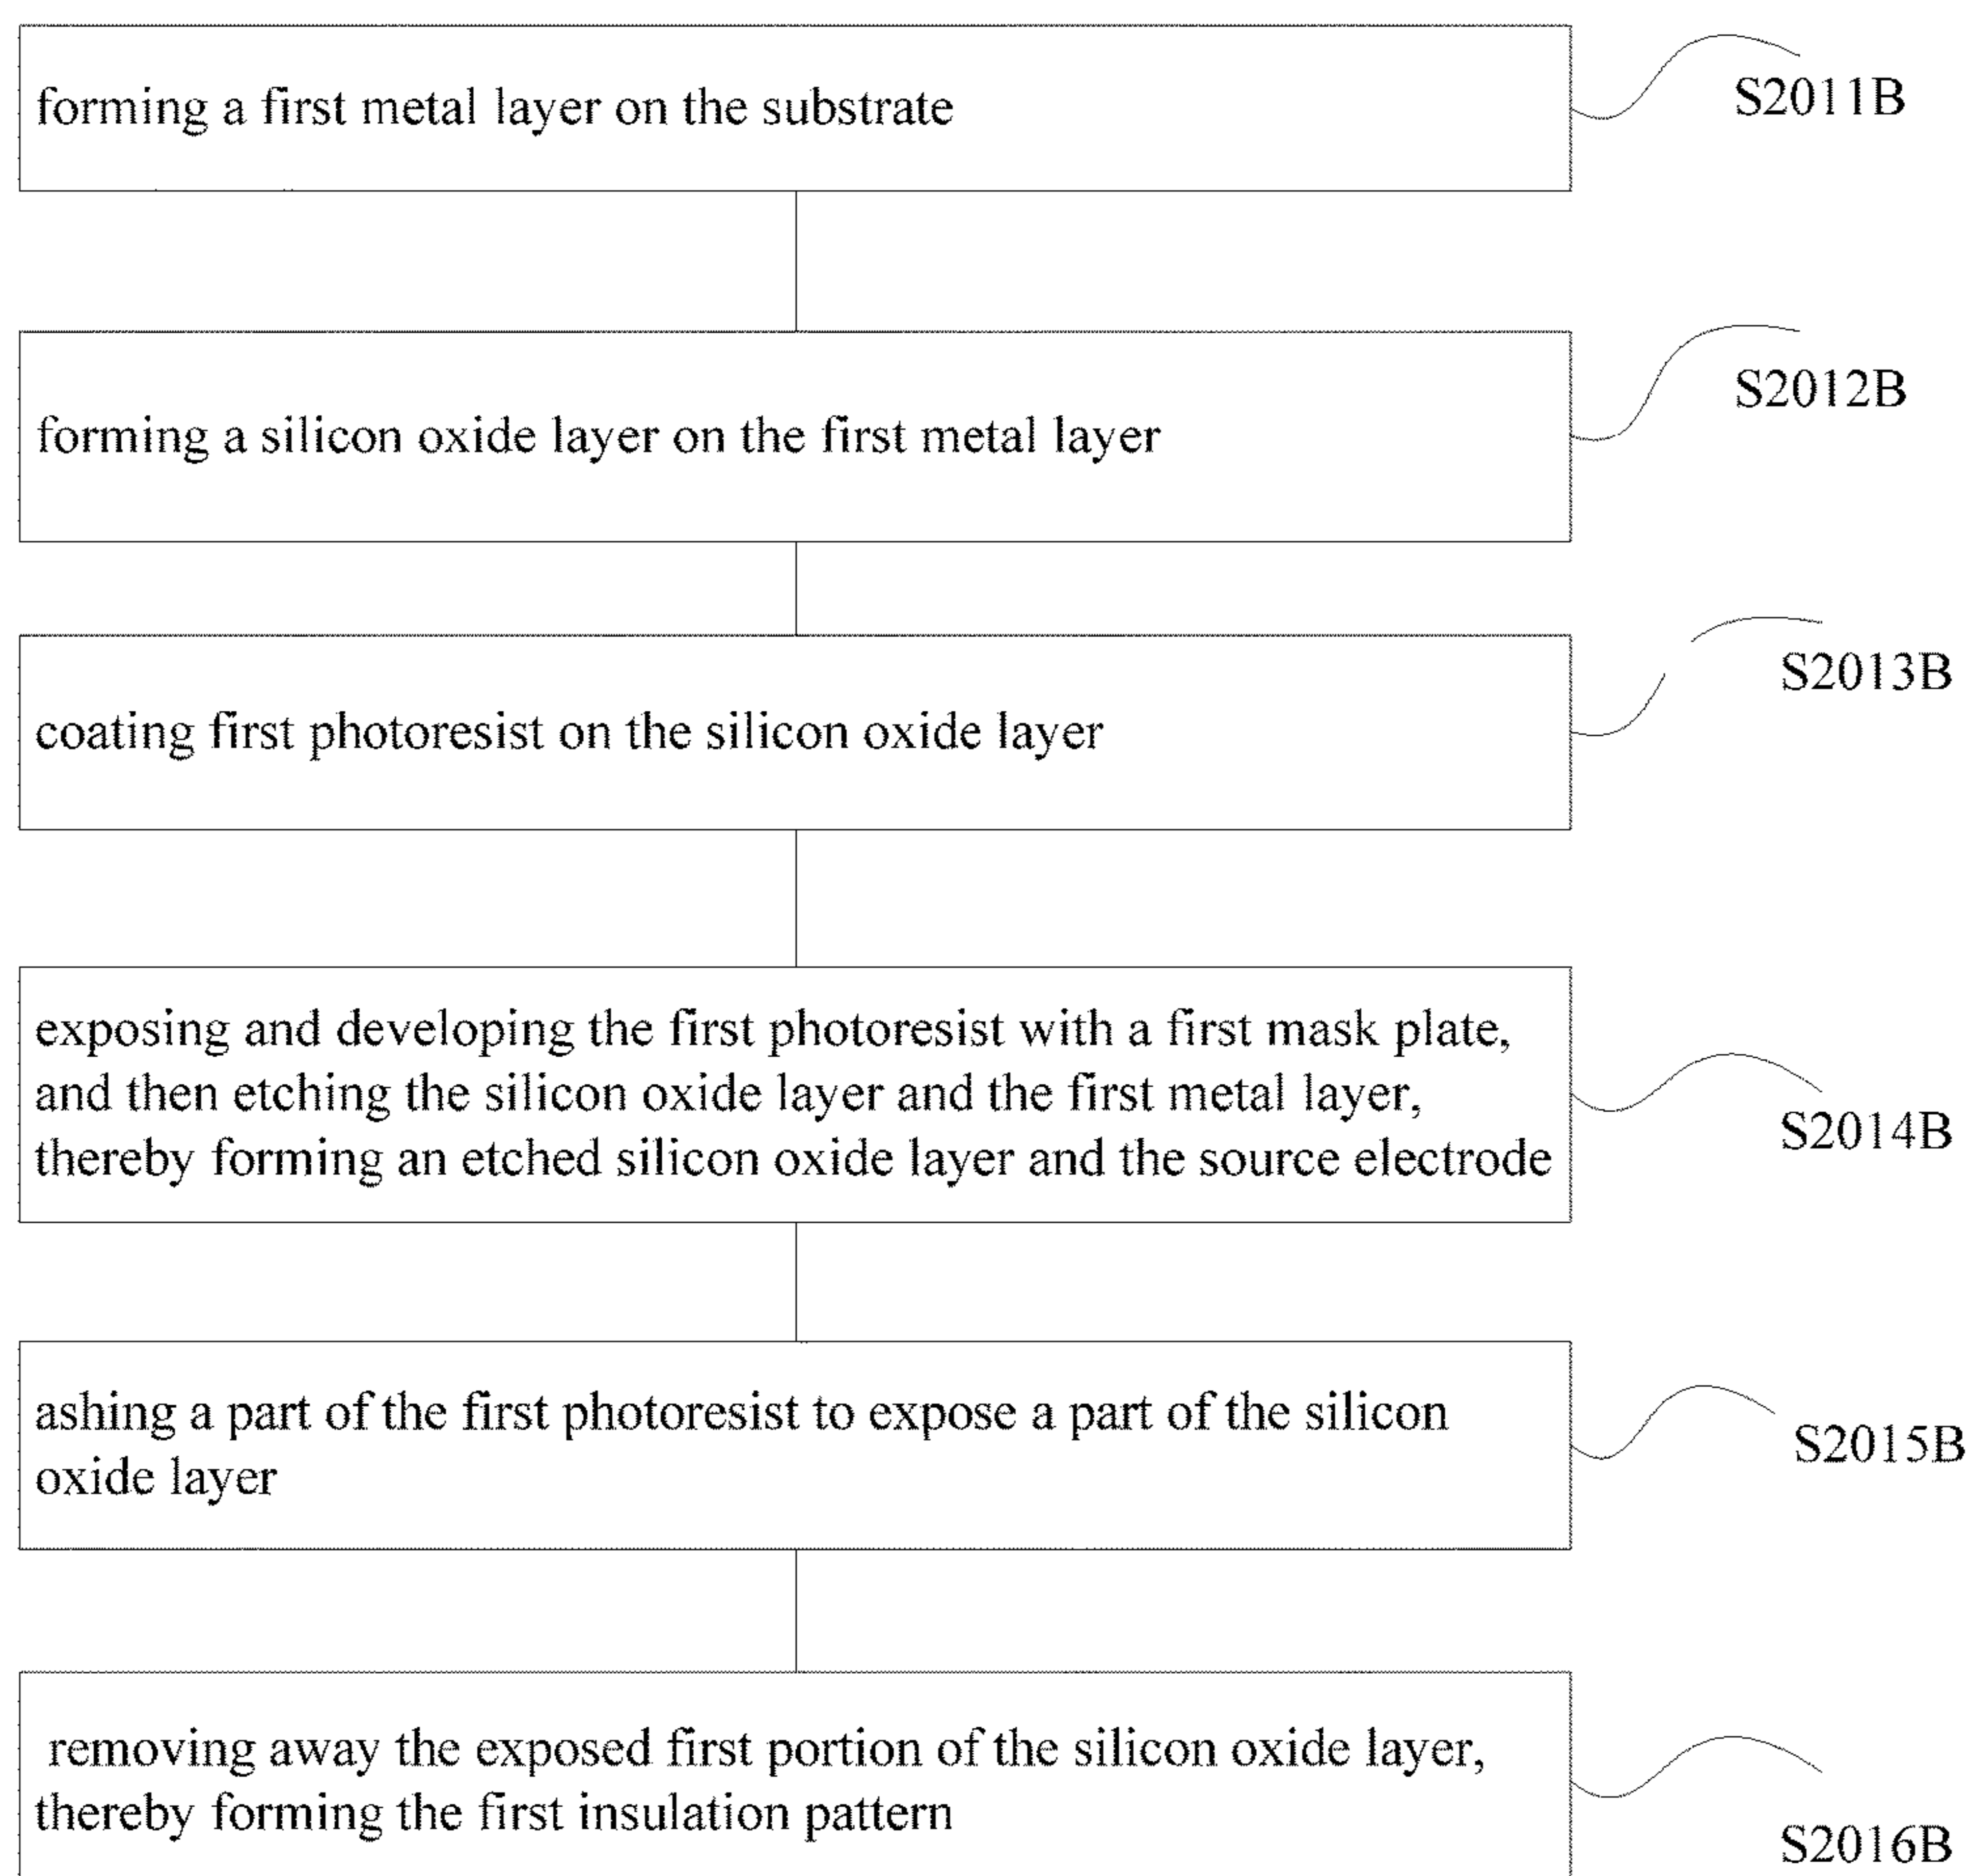 forming a first metal layer on the substrate
S2011B
forming a silicon oxide layer on the first metal layer
S2012B
coating first photoresist on the silicon oxide layer
S2013B
exposing and developing the first photoresist with a first mask plate,
and then etching the silicon oxide layer and the first metal layer,
thereby forming an etched silicon oxide layer and the source electrode
S2014B
ashing a part of the first photoresist to expose a part of the silicon
oxide layer
S2015B
removing away the exposed first portion of the silicon oxide layer,
thereby forming the first insulation pattern
S2016B